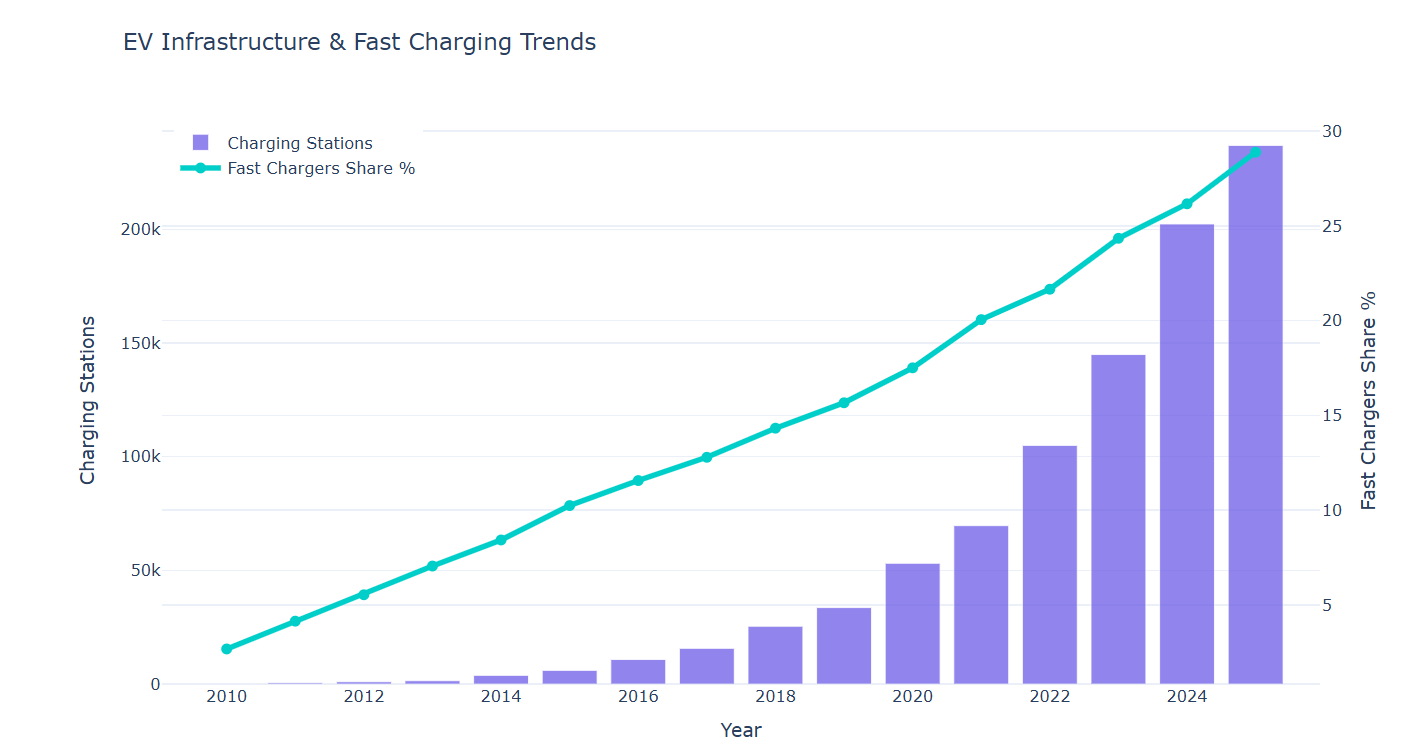 EV Infrastructure & Fast Charging Trends
Charging Stations
Fast Chargers Share %
200k
150k
100k
50k
0
Charging Stations
30
25
20
15
10
5
Fast Chargers Share %
2010 2012 2014 2016 2018 2020 2022 2024
Year